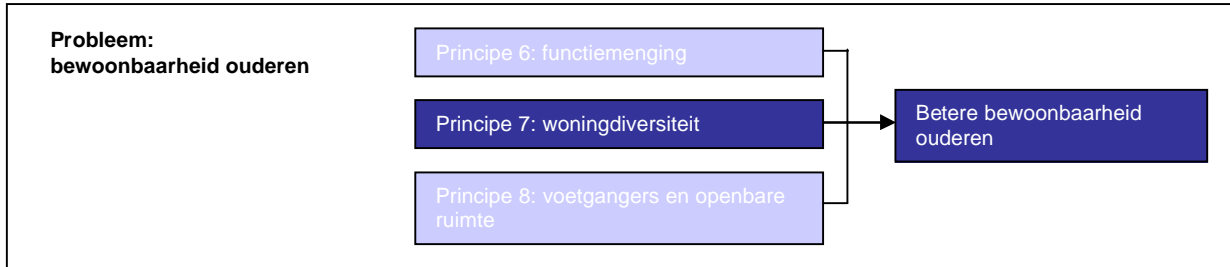 Probleem:
bewoonbaarheid ouderen
Principe 6: functiemenging
Principe 7: woningdiversiteit
Principe 8: voetgangers en openbare
ruimte
Betere bewoonbaarheid
ouderen